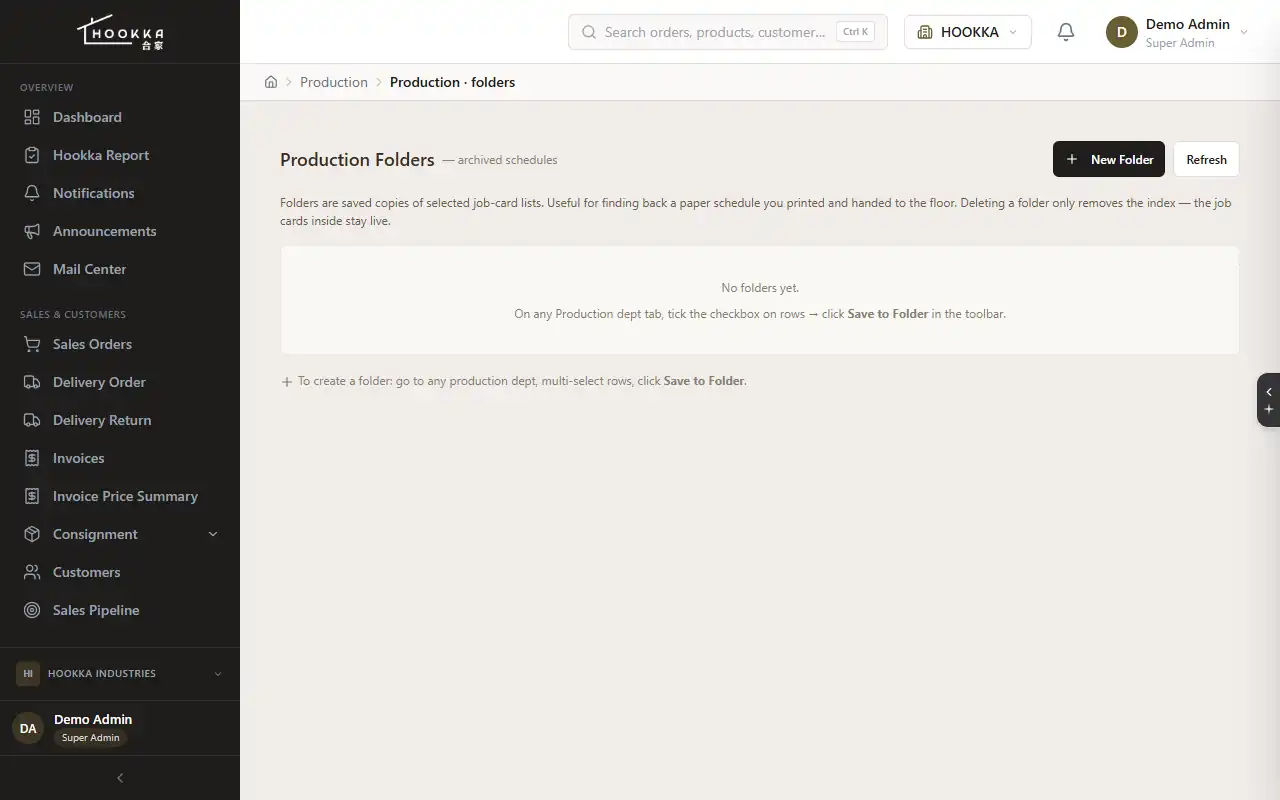 HOOKKA
合家
Search orders, products, customer...
Ctrl K
HOOKKA
D
Demo Admin
Super Admin
Production
Production · folders
OVERVIEW
Dashboard
Hookka Report
Notifications
Announcements
Mail Center
SALES & CUSTOMERS
Sales Orders
Delivery Order
Delivery Return
Invoices
Invoice Price Summary
Consignment
Customers
Sales Pipeline
HI
HOOKKA INDUSTRIES
DA
Demo Admin
Super Admin
Production Folders — archived schedules
New Folder
Refresh
Folders are saved copies of selected job-card lists. Useful for finding back a paper schedule you printed and handed to the floor. Deleting a folder only removes the index — the job
cards inside stay live.
No folders yet.
On any Production dept tab, tick the checkbox on rows → click Save to Folder in the toolbar.
To create a folder: go to any production dept, multi-select rows, click Save to Folder.